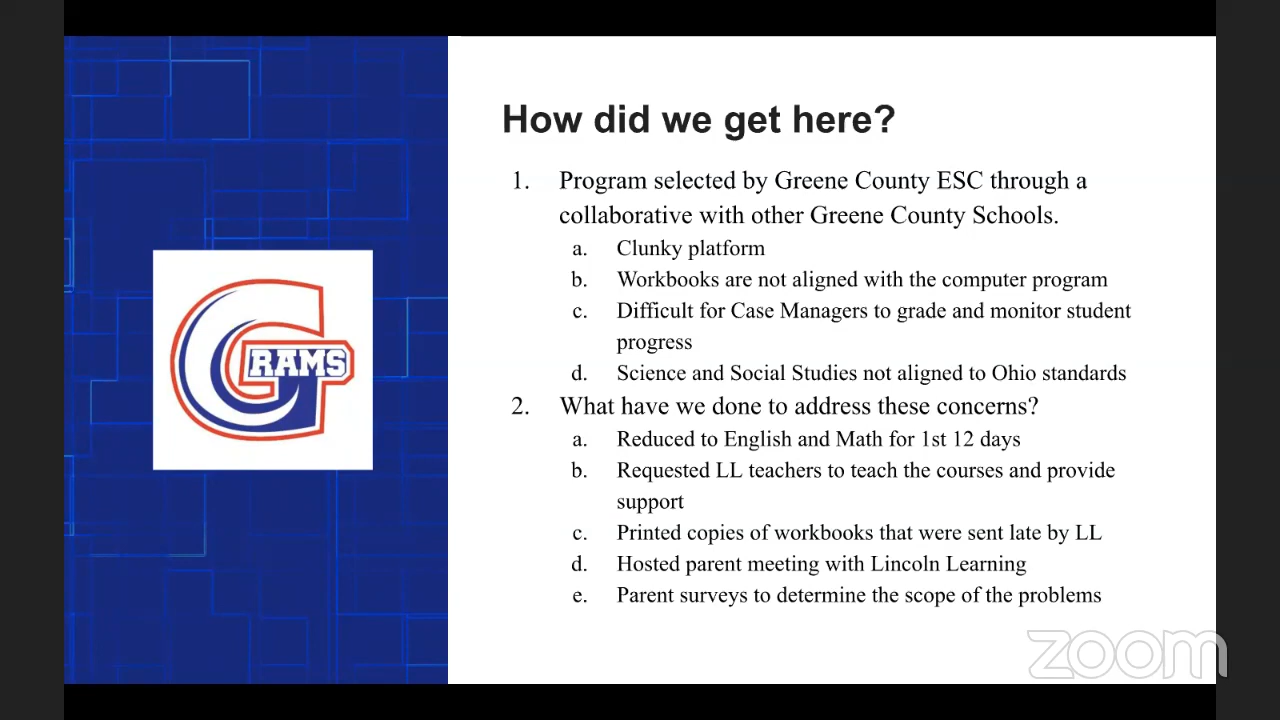 How did we get here?
1. Program selected by Greene County ESC through a
collaborative with other Greene County Schools.
a. Clunky platform
b. Workbooks are not aligned with the computer program
c. Difficult for Case Managers to grade and monitor student
progress
d. Science and Social Studies not aligned to Ohio standards
2. What have we done to address these concerns?
a. Reduced to English and Math for 1st 12 days
b. Requested LL teachers to teach the courses and provide
support
c. Printed copies of workbooks that were sent late by LL
d. Hosted parent meeting with Lincoln Learning
e. Parent surveys to determine the scope of the problems
G RAMS
zoom